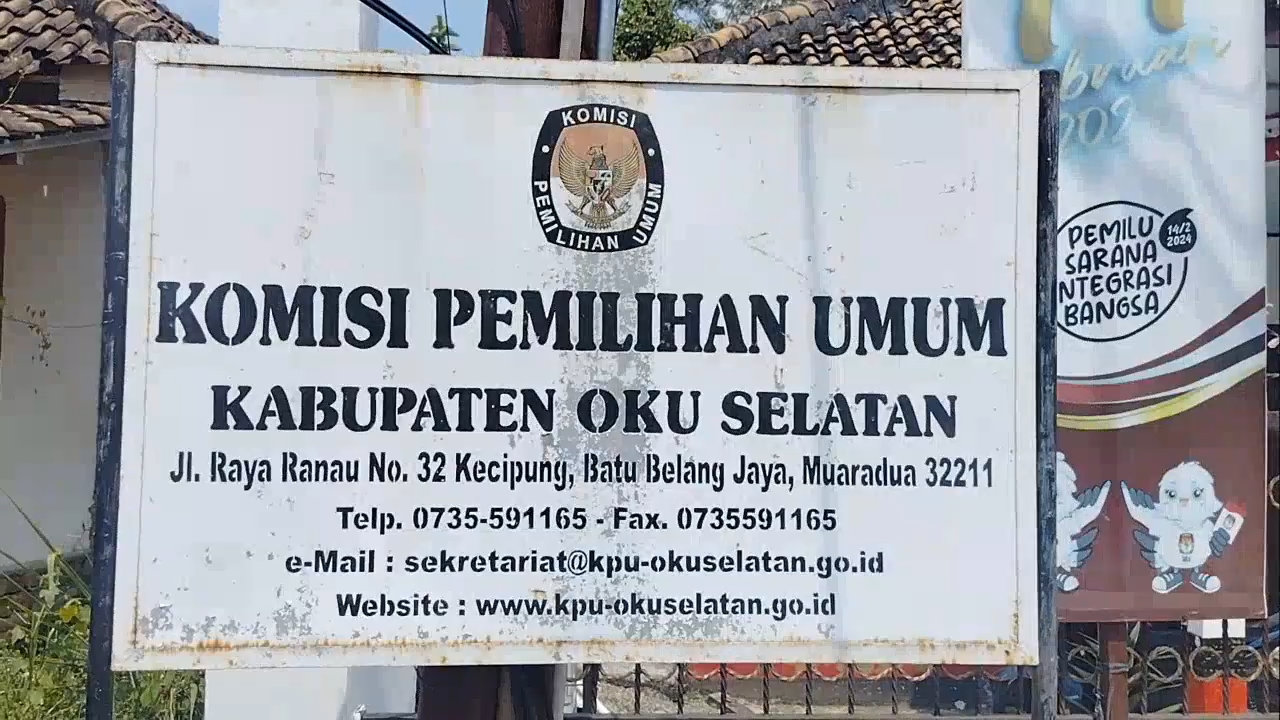 KOMISI
PEMILIHAN UMUM
KOMISI PEMILIHAN UMUM
KABUPATEN OKU SELATAN
Jl. Raya Ranau No. 32 Kecipung, Batu Belang Jaya, Muaradua 32211
Telp. 0735-591165 - Fax. 0735591165
e-Mail : sekretariat@kpu-okuselatan.go.id
Website : www.kpu-okuselatan.go.id
PEMILU
14/2
2024
SARANA
NTEGRASI
BANGSA